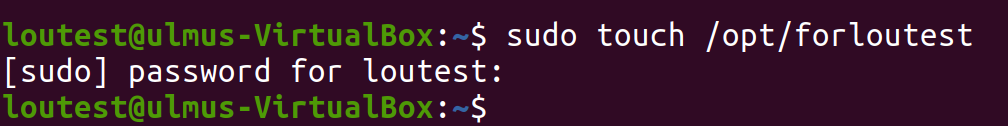 loutest@ulmus-VirtualBox:~$ sudo touch /opt/forloutest
[sudo] password for loutest:
loutest@ulmus-VirtualBox:~$